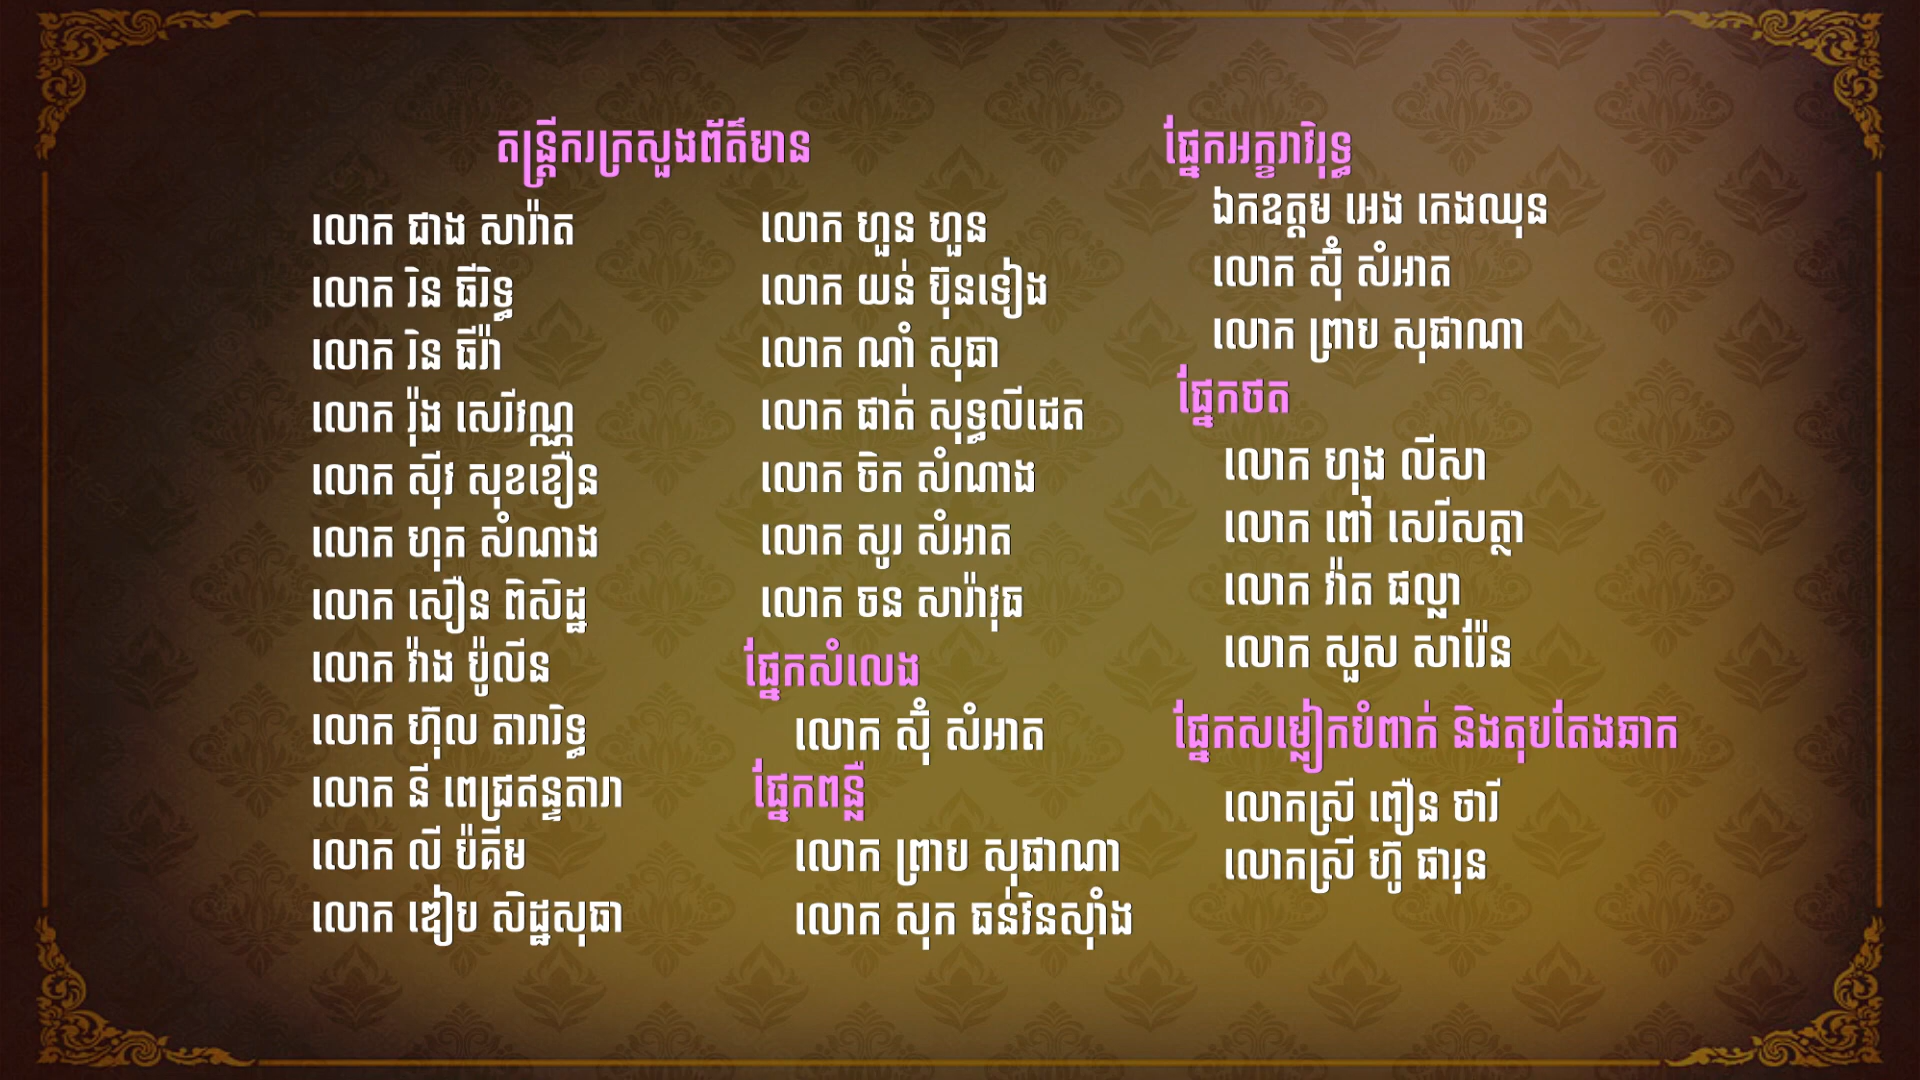 តន្ត្រីករក្រសួងព័ត៌មាន
លោក ជាង សារ៉ាត
លោក រិន ធីរិទ្ធ
លោក រិន ធីរ៉ា
លោក រ៉ុង សេរីវណ្ណ
លោក ស៊ីវ សុខខឿន
លោក ហុក សំណាង
លោក សឿន ពិសិដ្ឋ
លោក វ៉ាង ប៉ូលីន
លោក ហ៊ុល តារារិទ្ធ
លោក នី ពេជ្រឥន្ទតារា
លោក លី ប៉គីម
លោក ឌៀប សិដ្ឋសុធា
លោក ហួន ហួន
លោក យន់ ប៊ុនទៀង
លោក ណាំ សុធា
លោក ផាត់ សុទ្ធលីដេត
លោក ចិក សំណាង
លោក សូរ សំអាត
លោក ចន សារ៉ាវុធ
ផ្នែកសំលេង
លោក ស៊ុំ សំអាត
ផ្នែកពន្លឺ
លោក ព្រាប សុផាណា
លោក សុក ធន់វិនស៊ាំង
ផ្នែកអក្ខរាវិរុទ្ធ
ឯកឧត្តម អេង កេងឈុន
លោក ស៊ុំ សំអាត
លោក ព្រាប សុផាណា
ផ្នែកថត
លោក ហុង លីសា
លោក ពៅ សេរីសត្ថា
លោក វ៉ាត ផល្លា
លោក សួស សារ៉ែន
ផ្នែកសម្លៀកបំពាក់ និងតុបតែងឆាក
លោកស្រី ពឿន ថារី
លោកស្រី ហ៊ូ ផារុន